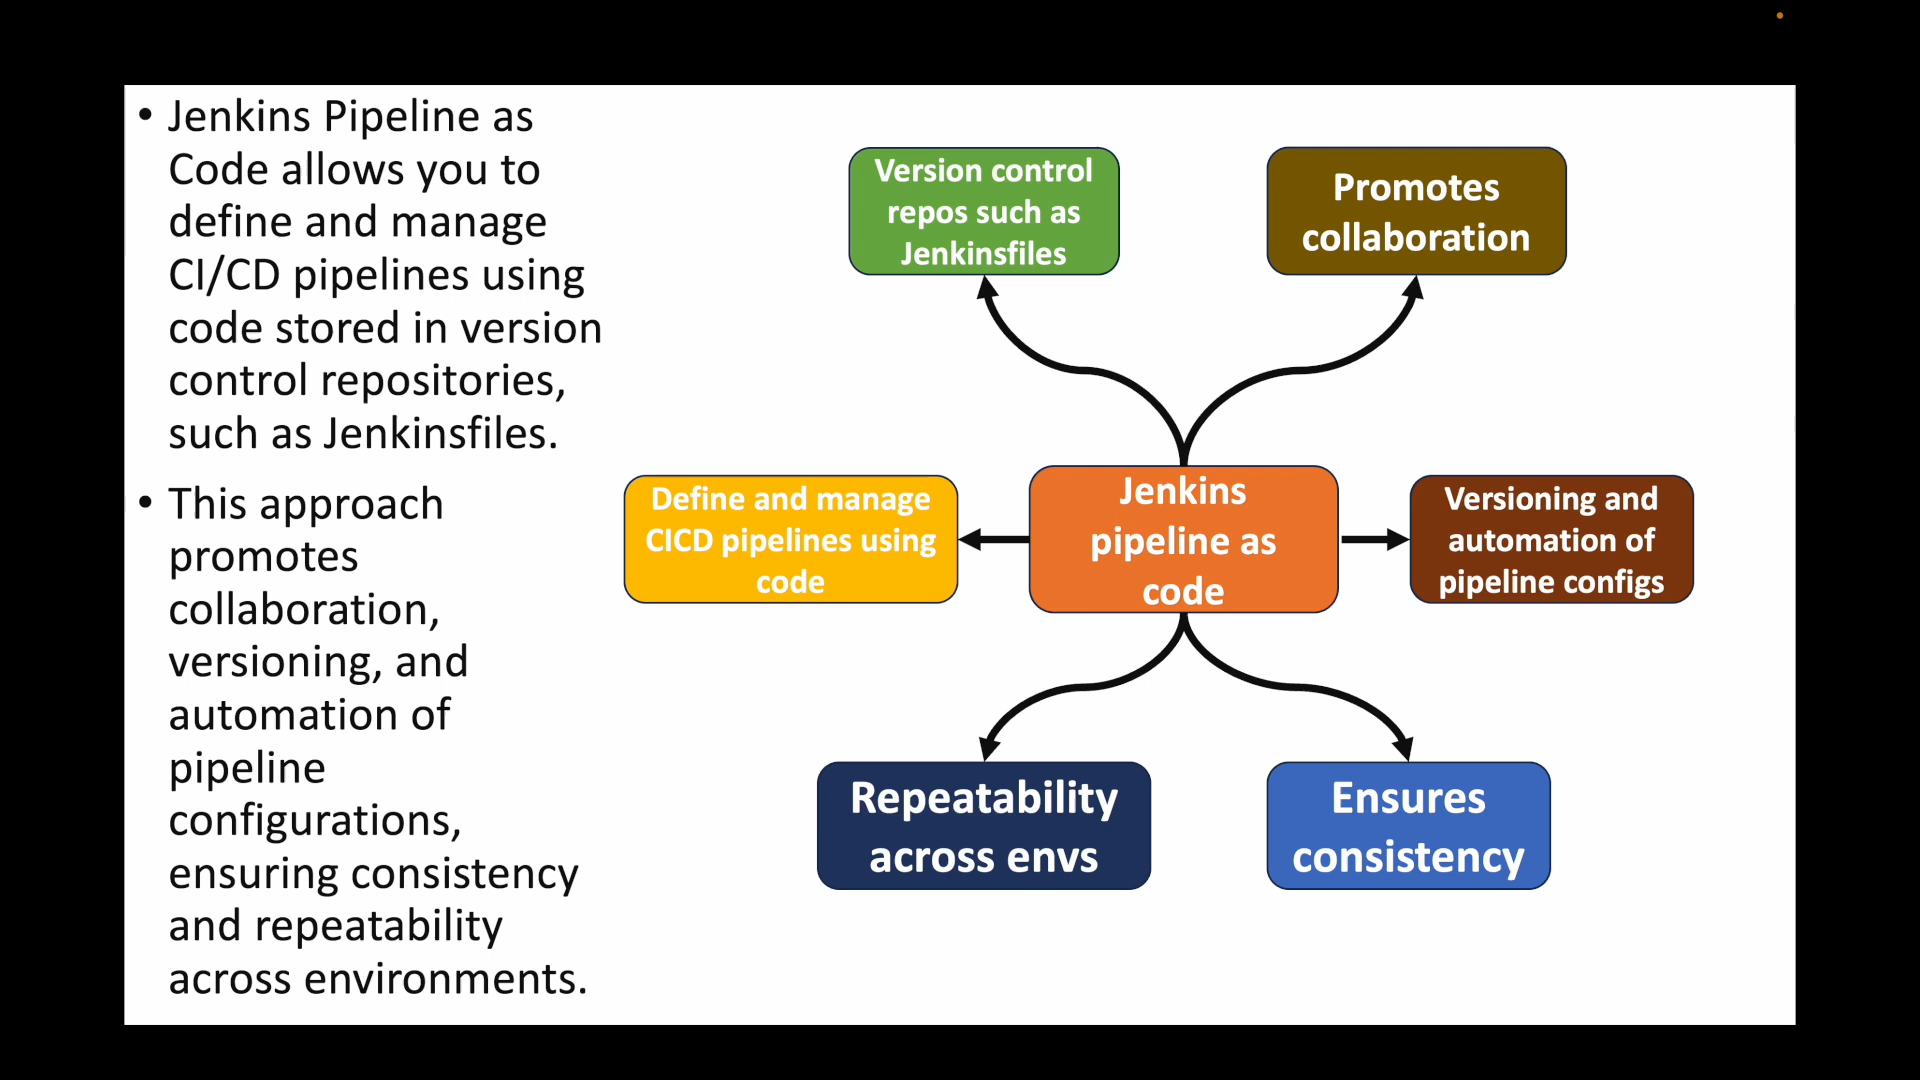 • Jenkins Pipeline as
Code allows you to
define and manage
CI/CD pipelines using
code stored in version
control repositories,
such as Jenkinsfiles.
• This approach
promotes
collaboration,
versioning, and
automation of
pipeline
configurations,
ensuring consistency
and repeatability
across environments.
Version control
repos such as
Jenkinsfiles
Promotes
collaboration
Define and manage
CICD pipelines using
code
Jenkins
pipeline as
code
Versioning and
automation of
pipeline configs
Repeatability
across envs
Ensures
consistency